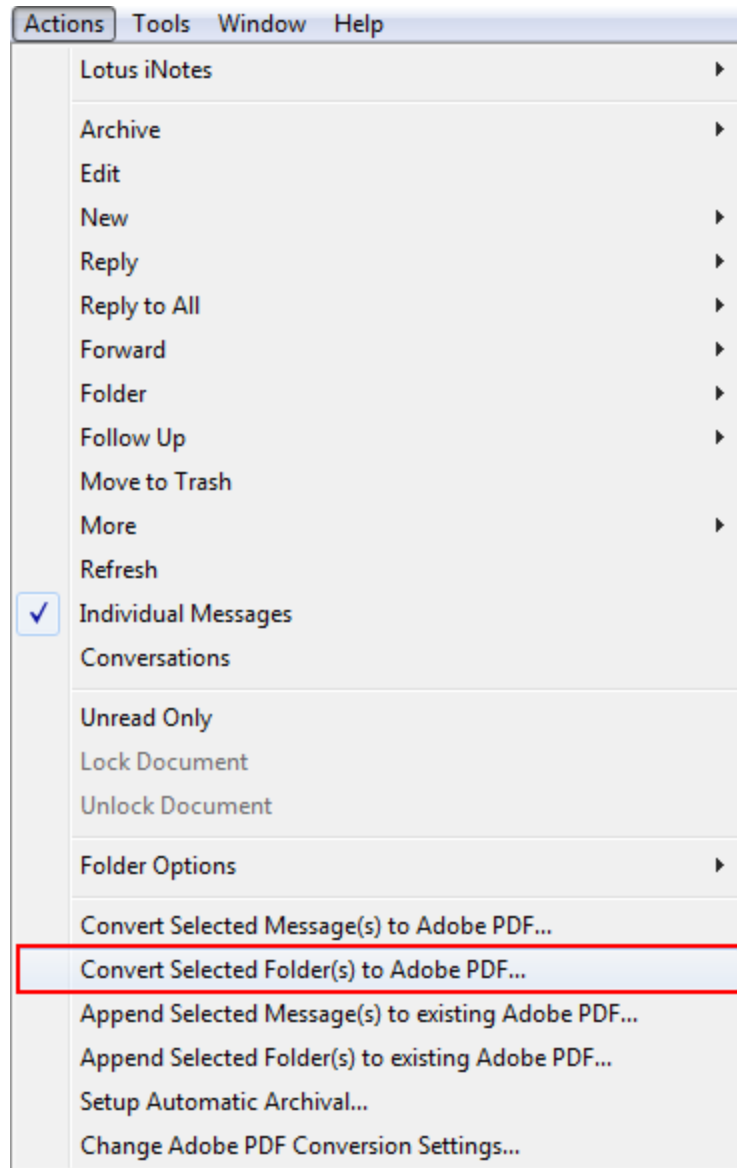 Actions Tools Window Help
Lotus iNotes
Archive
Edit
New
Reply
Reply to All
Forward
Folder
Follow Up
Move to Trash
More
Refresh
Individual Messages
Conversations
Unread Only
Lock Document
Unlock Document
Folder Options
Convert Selected Message(s) to Adobe PDF...
Convert Selected Folder(s) to Adobe PDF...
Append Selected Message(s) to existing Adobe PDF...
Append Selected Folder(s) to existing Adobe PDF...
Setup Automatic Archival...
Change Adobe PDF Conversion Settings...